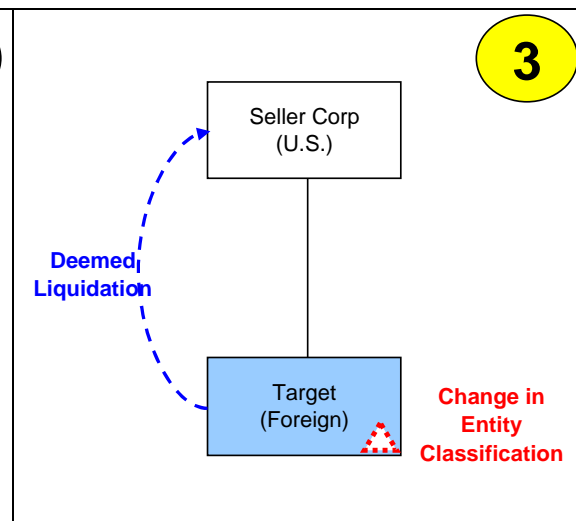 3
Seller Corp
(U.S.)
Deemed
Liquidation
Target
(Foreign)
Change in
Entity
Classification